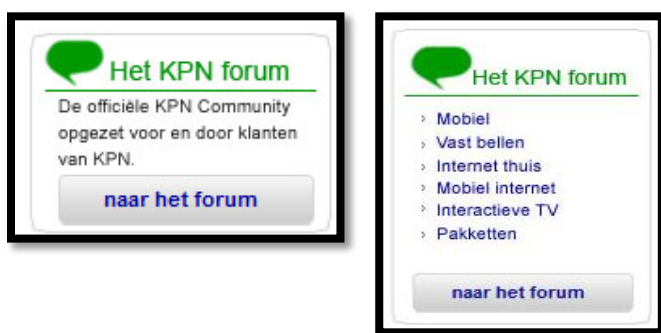 Het KPN forum
De officiële KPN Community
opgezet voor en door klanten
van KPN.
naar het forum
Het KPN forum
Mobiel
Vast bellen
Internet thuis
Mobiel internet
Interactieve TV
Pakketten
naar het forum